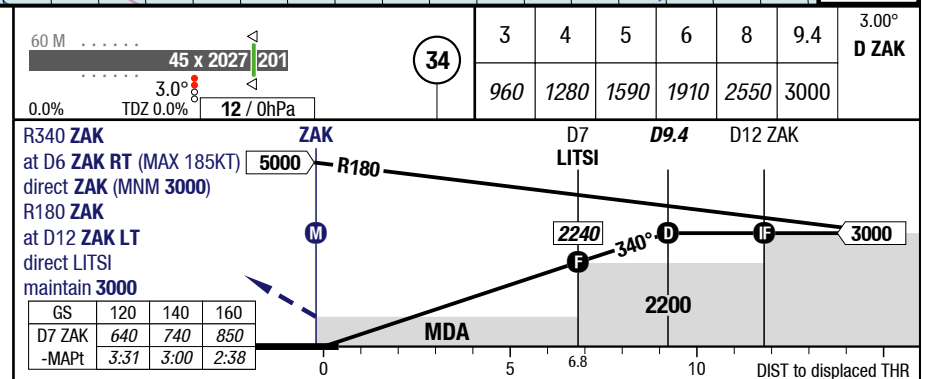 60 M
45 x 2027 201
3.0°
0.0% TDZ 0.0% 12 / 0hPa
34
3 4 5 6 8 9.4 3.00° D ZAK
960 1280 1590 1910 2550 3000
R340 ZAK
at D6 ZAK RT (MAX 185KT)
direct ZAK (MNM 3000)
R180 ZAK
at D12 ZAK LT
direct LITSI
maintain 3000
ZAK
D7
LITSI
D9.4
D12 ZAK
5000
R180
M
2240
340°
D
IF
3000
F
2200
MDA
GS 120 140 160
D7 ZAK 640 740 850
-MAPt 3:31 3:00 2:38
0 5 6.8 10 DIST to displaced THR